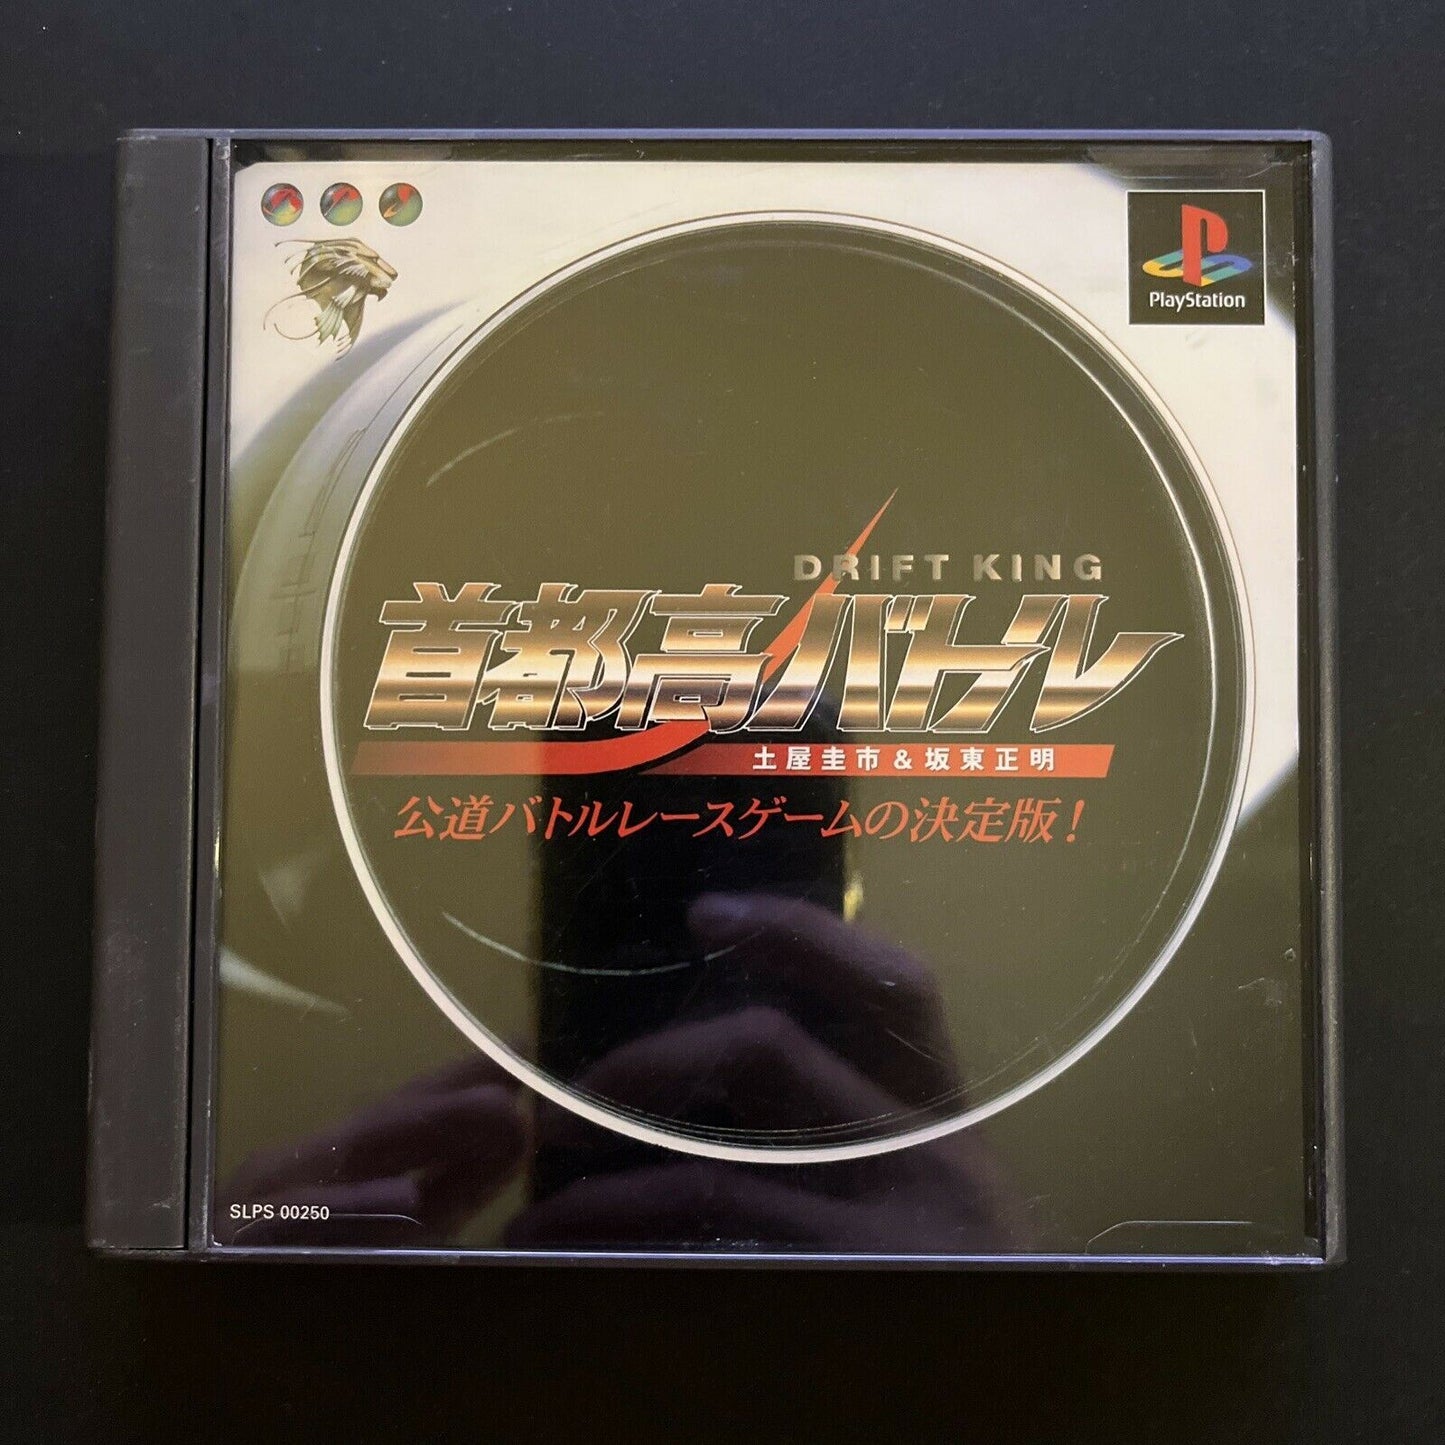 PlayStation
DRIFT KING
首都高バトル
土屋圭市&坂東正明
公道バトルレースゲームの決定版!
SLPS 00250